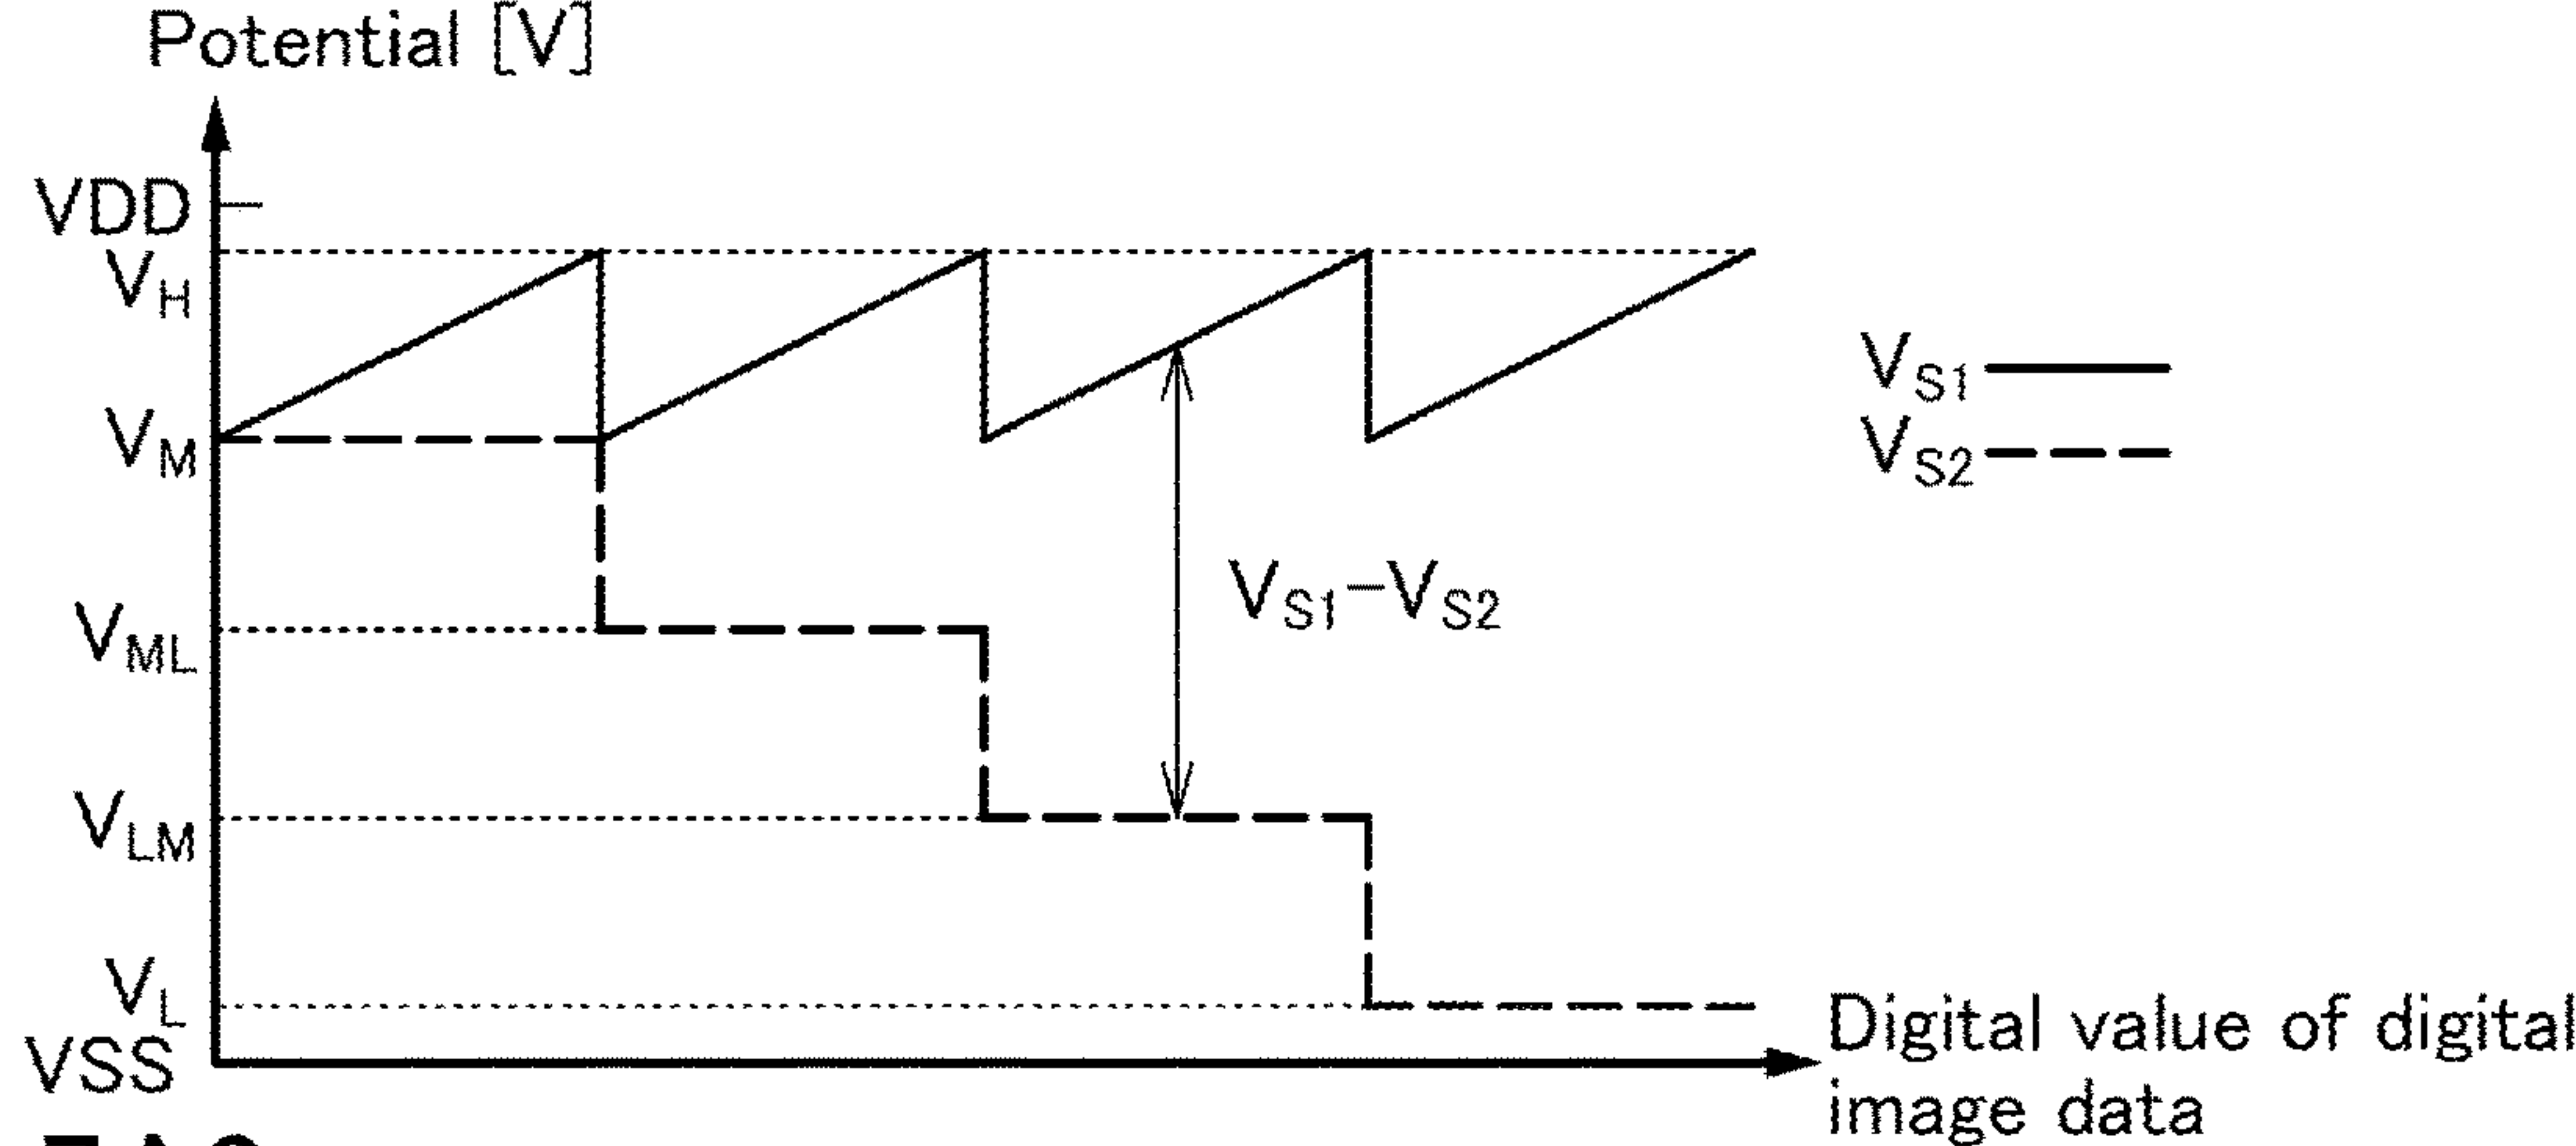 Potential [V]
VDD
VH
VM
VML
VLM
VL
VSS
VS1
VS2
VS1−VS2
Digital value of digital
image data